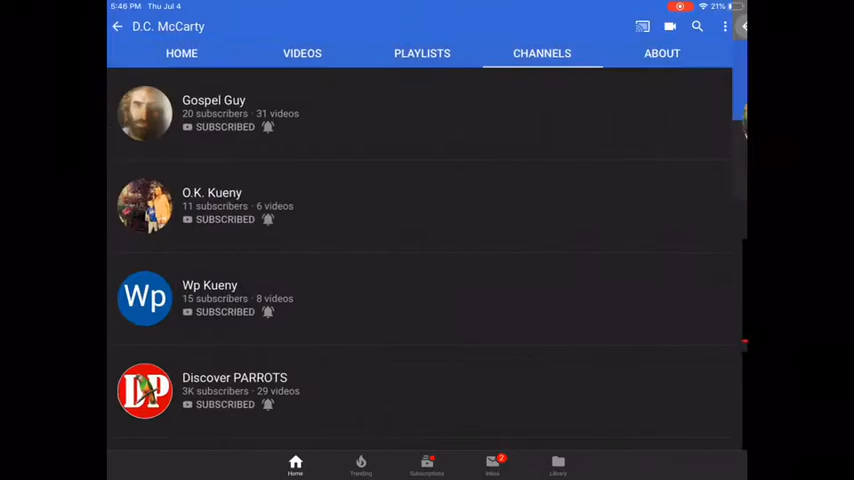 5:46 PM Thu Jul 4
21%
D.C. McCarty
HOME VIDEOS PLAYLISTS CHANNELS ABOUT
Gospel Guy
20 subscribers · 31 videos
SUBSCRIBED
O.K. Kueny
11 subscribers · 6 videos
SUBSCRIBED
Wp
Wp Kueny
15 subscribers · 8 videos
SUBSCRIBED
DP
Discover PARROTS
3K subscribers · 29 videos
SUBSCRIBED
2
Home Trending Subscriptions Inbox Library